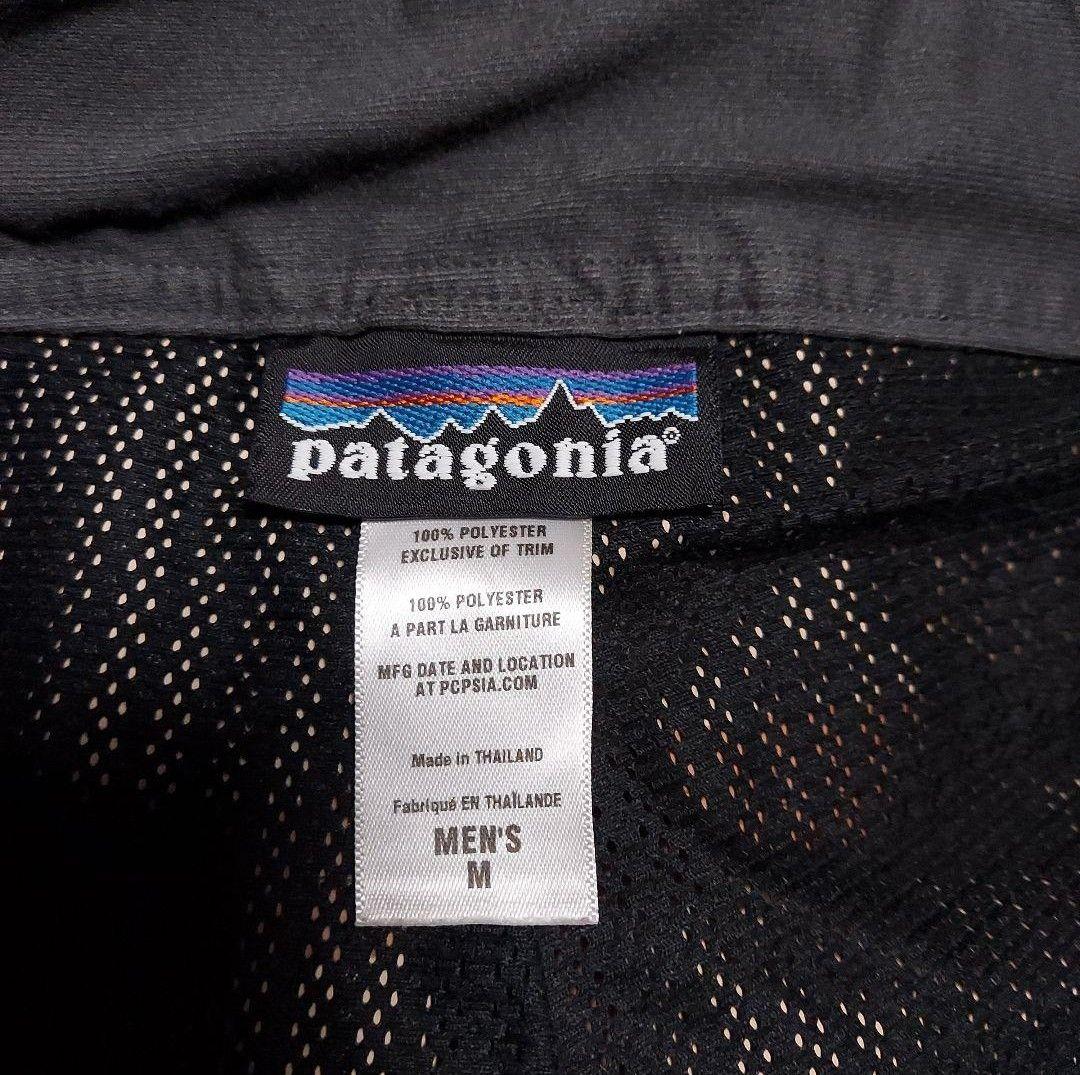 patagonia®
100% POLYESTER
EXCLUSIVE OF TRIM
100% POLYESTER
A PART LA GARNITURE
MFG DATE AND LOCATION
AT PCPSIA.COM
Made in THAILAND
Fabriqué EN THAÏLANDE
MEN'S
M